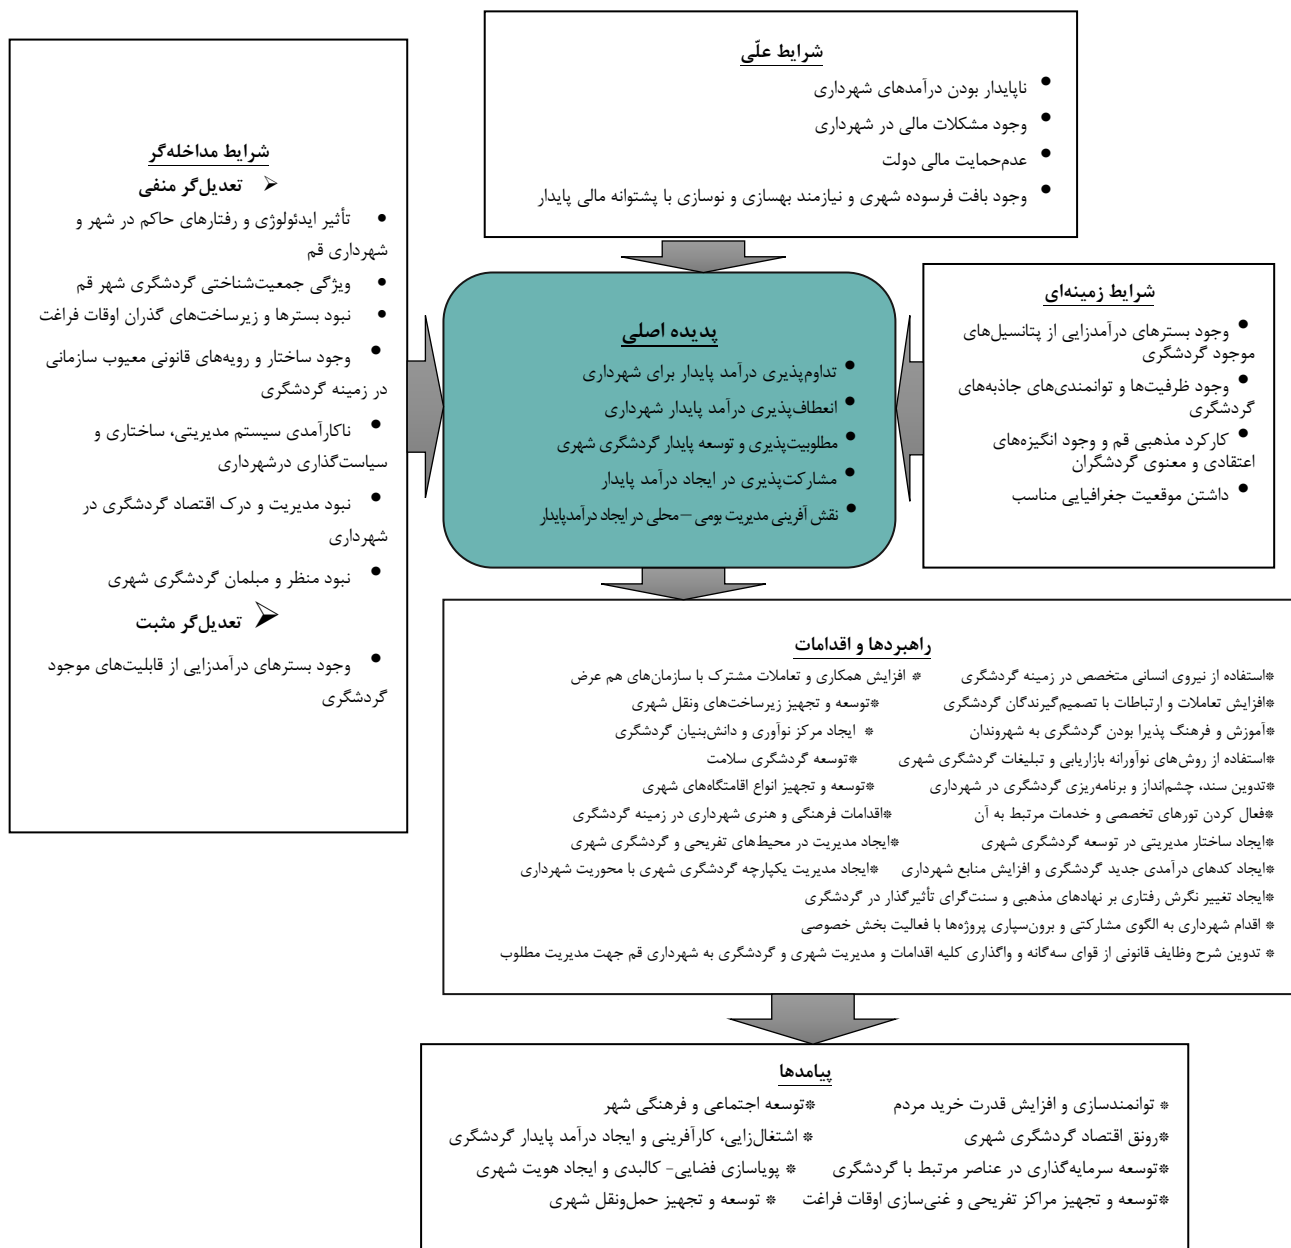 شرایط علّی
• ناپایدار بودن درآمدهای شهرداری
• وجود مشکلات مالی در شهرداری
• عدم‌حمایت مالی دولت
• وجود بافت فرسوده شهری و نیازمند بهسازی و نوسازی با پشتوانه مالی پایدار
شرایط زمینه‌ای
• وجود بسترهای درآمدزایی از پتانسیل‌های
موجود گردشگری
• وجود ظرفیت‌ها و توانمندی‌های جاذبه‌های
گردشگری
• کارکرد مذهبی قم و وجود انگیزه‌های
اعتقادی و معنوی گردشگران
• داشتن موقعیت جغرافیایی مناسب
پدیده اصلی
• تداوم‌پذیری درآمد پایدار برای شهرداری
• انعطاف‌پذیری درآمد پایدار شهرداری
• مطلوبیت‌پذیری و توسعه پایدار گردشگری شهری
• مشارکت‌پذیری در ایجاد درآمد پایدار
• نقش آفرینی مدیریت بومی –محلی در ایجاد درآمدپایدار
شرایط مداخله‌گر
➢ تعدیل‌گر منفی
• تأثیر ایدئولوژی و رفتارهای حاکم در شهر و
شهرداری قم
• ویژگی جمعیت‌شناختی گردشگری شهر قم
• نبود بسترها و زیرساخت‌های گذران اوقات فراغت
• وجود ساختار و رویه‌های قانونی معیوب سازمانی
در زمینه گردشگری
• ناکارآمدی سیستم مدیریتی، ساختاری و
سیاست‌گذاری درشهرداری
• نبود مدیریت و درک اقتصاد گردشگری در
شهرداری
• نبود منظر و مبلمان گردشگری شهری
➢ تعدیل‌گر مثبت
• وجود بسترهای درآمدزایی از قابلیت‌های موجود
گردشگری
راهبردها و اقدامات
*استفاده از نیروی انسانی متخصص در زمینه گردشگری * افزایش همکاری و تعاملات مشترک با سازمان‌های هم عرض
*افزایش تعاملات و ارتباطات با تصمیم‌گیرندگان گردشگری *توسعه و تجهیز زیرساخت‌های ونقل شهری
*آموزش و فرهنگ پذیرا بودن گردشگری به شهروندان * ایجاد مرکز نوآوری و دانش‌بنیان گردشگری
*استفاده از روش‌های نوآورانه بازاریابی و تبلیغات گردشگری شهری *توسعه گردشگری سلامت
*تدوین سند، چشم‌انداز و برنامه‌ریزی گردشگری در شهرداری *توسعه و تجهیز انواع اقامتگاه‌های شهری
*فعال کردن تورهای تخصصی و خدمات مرتبط به آن *اقدامات فرهنگی و هنری شهرداری در زمینه گردشگری
*ایجاد ساختار مدیریتی در توسعه گردشگری شهری *ایجاد مدیریت در محیط‌های تفریحی و گردشگری شهری
*ایجاد کدهای درآمدی جدید گردشگری و افزایش منابع شهرداری *ایجاد مدیریت یکپارچه گردشگری شهری با محوریت شهرداری
*ایجاد تغییر نگرش رفتاری بر نهادهای مذهبی و سنت‌گرای تأثیرگذار در گردشگری
* اقدام شهرداری به الگوی مشارکتی و برون‌سپاری پروژه‌ها با فعالیت بخش خصوصی
* تدوین شرح وظایف قانونی از قوای سه‌گانه و واگذاری کلیه اقدامات و مدیریت شهری و گردشگری به شهرداری قم جهت مدیریت مطلوب
پیامدها
* توانمندسازی و افزایش قدرت خرید مردم *توسعه اجتماعی و فرهنگی شهر
*رونق اقتصاد گردشگری شهری * اشتغال‌زایی، کارآفرینی و ایجاد درآمد پایدار گردشگری
*توسعه سرمایه‌گذاری در عناصر مرتبط با گردشگری * پویاسازی فضایی- کالبدی و ایجاد هویت شهری
*توسعه و تجهیز مراکز تفریحی و غنی‌سازی اوقات فراغت * توسعه و تجهیز حمل‌ونقل شهری